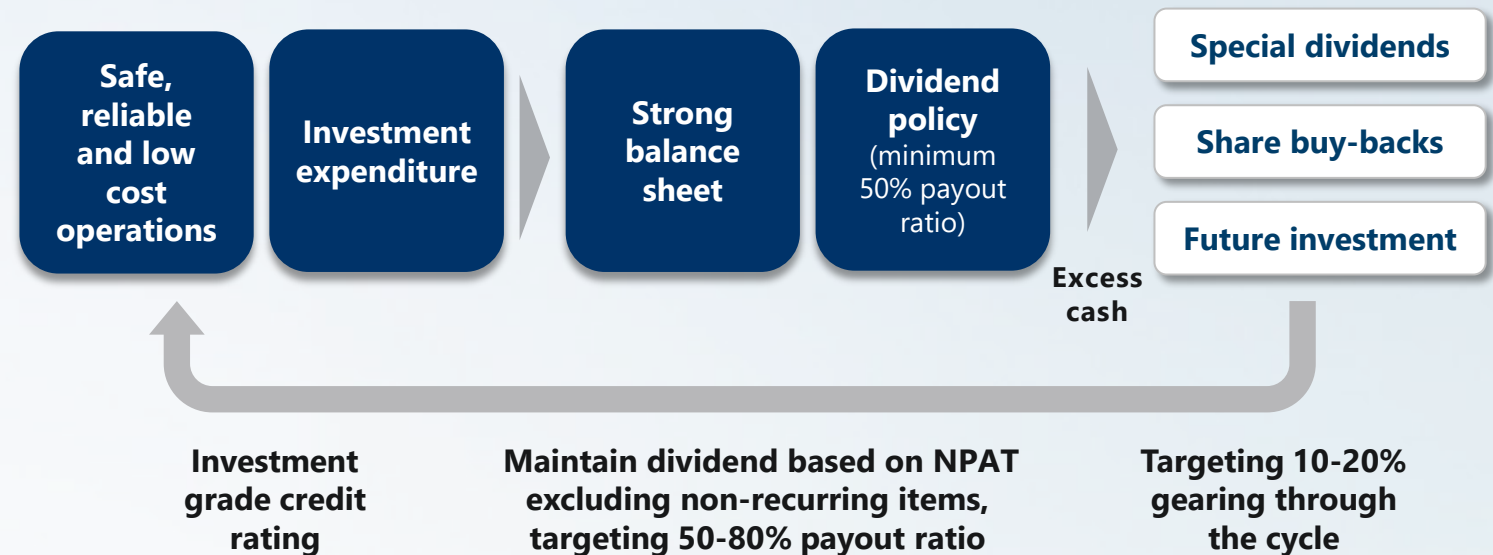 Safe,
reliable
and low
cost
operations
Investment
expenditure
Strong
balance
sheet
Dividend
policy
(minimum
50% payout
ratio)
Excess
cash
Special dividends
Share buy-backs
Future investment
Investment
grade credit
rating
Maintain dividend based on NPAT
excluding non-recurring items,
targeting 50-80% payout ratio
Targeting 10-20%
gearing through
the cycle